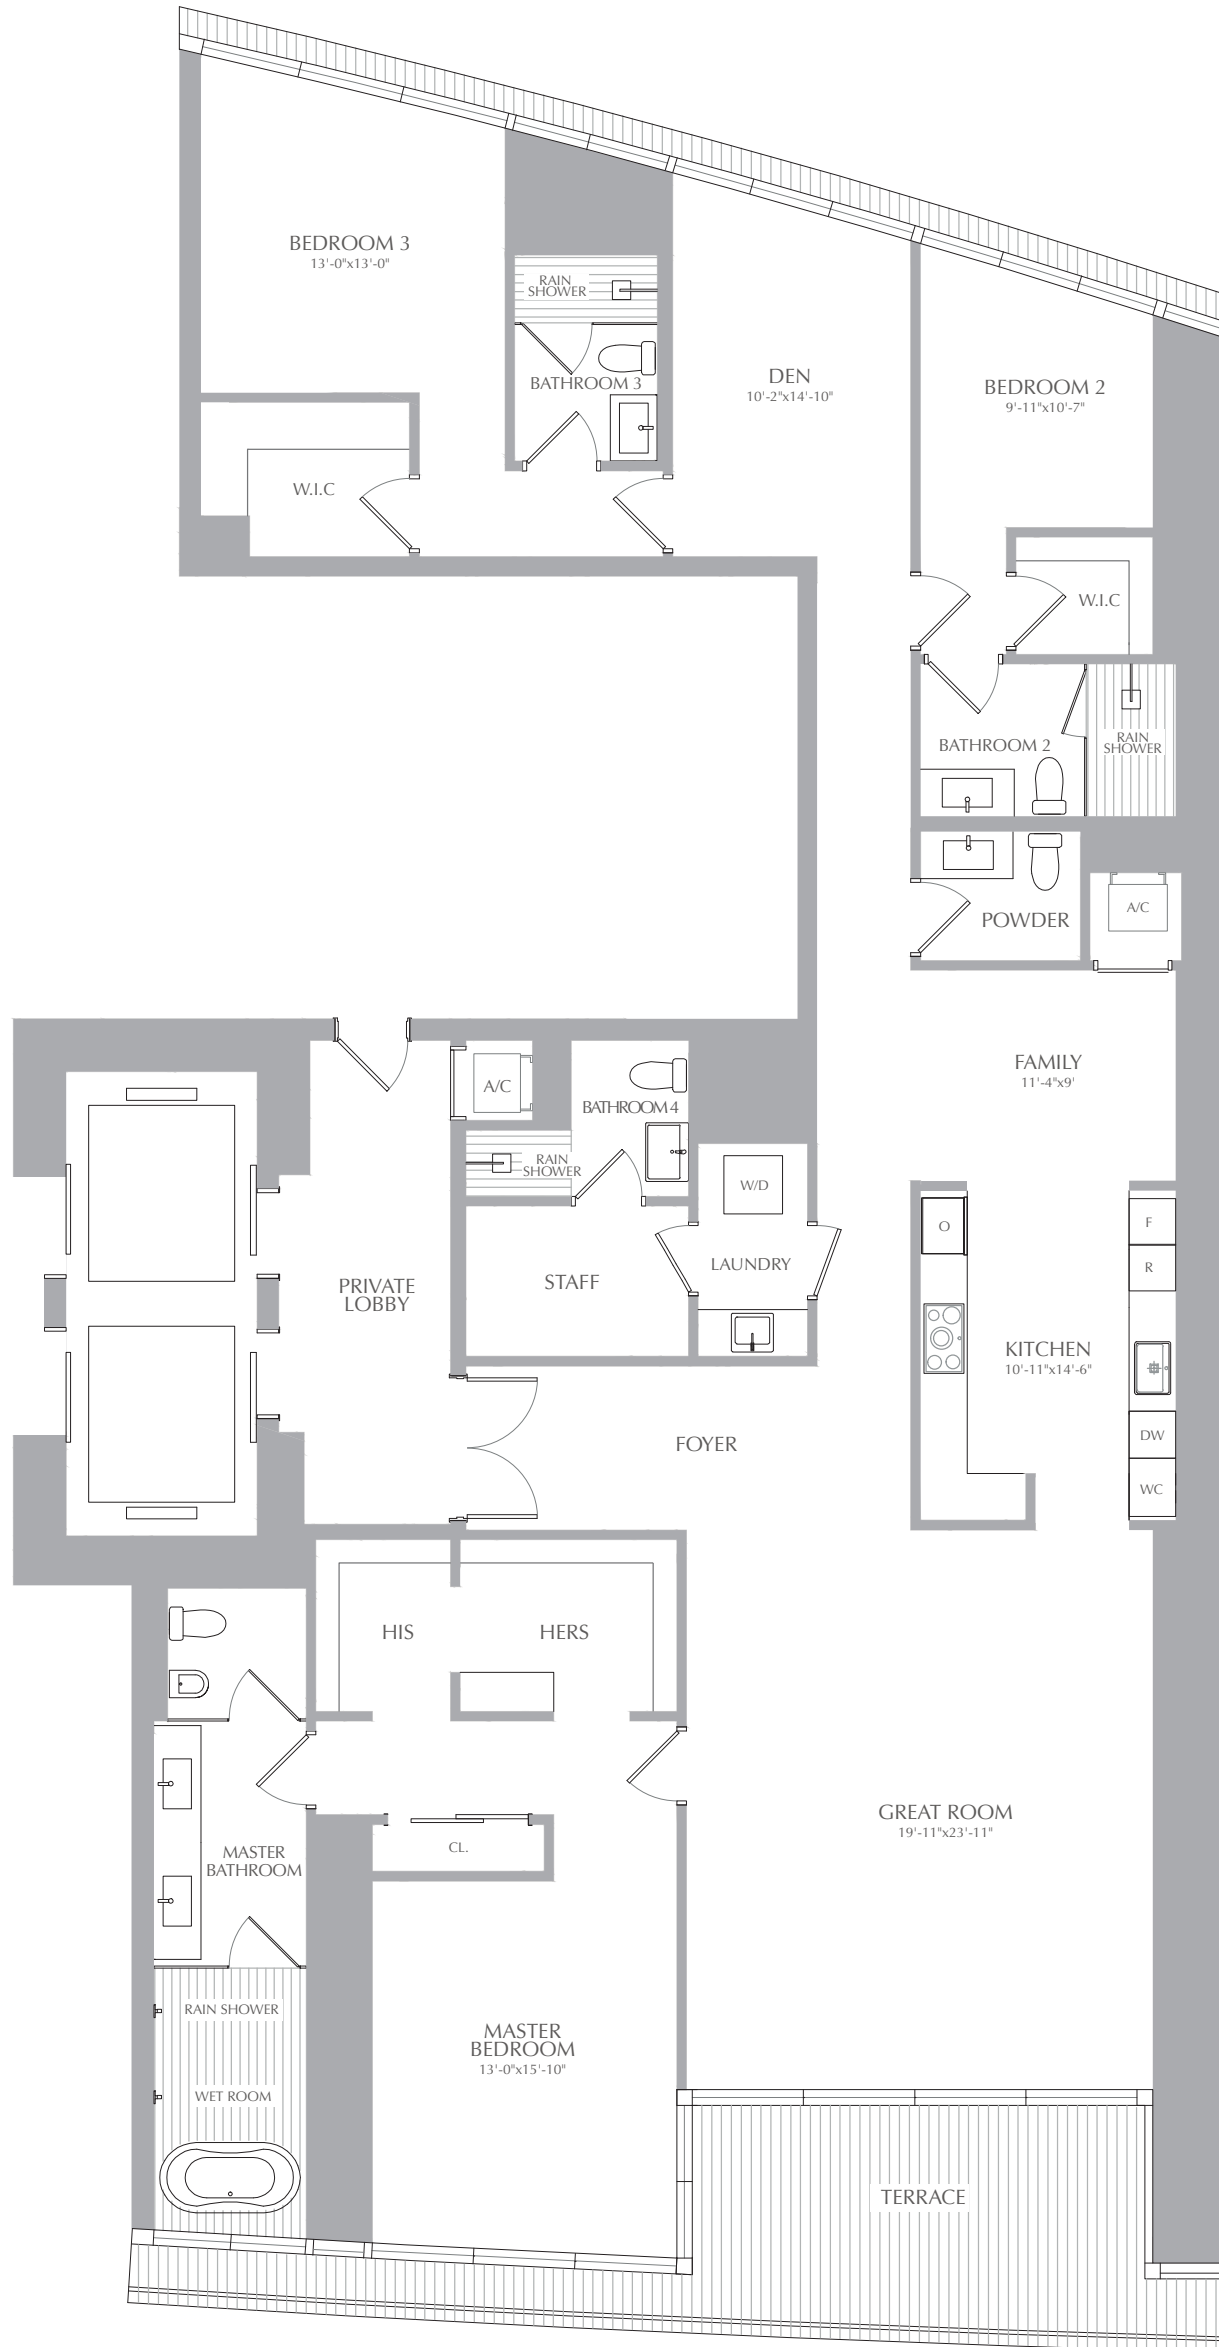 BEDROOM 3
13'-0"x13'-0"
RAIN
SHOWER
BATHROOM 3
DEN
10'-2"x14'-10"
BEDROOM 2
9'-11"x10'-7"
W.I.C
W.I.C
BATHROOM 2
RAIN
SHOWER
POWDER
A/C
FAMILY
11'-4"x9'
A/C
BATHROOM 4
RAIN
SHOWER
W/D
LAUNDRY
STAFF
PRIVATE
LOBBY
O
F
R
KITCHEN
10'-11"x14'-6"
DW
WC
FOYER
HIS
HERS
GREAT ROOM
19'-11"x23'-11"
CL.
MASTER
BATHROOM
RAIN SHOWER
WET ROOM
MASTER
BEDROOM
13'-0"x15'-10"
TERRACE